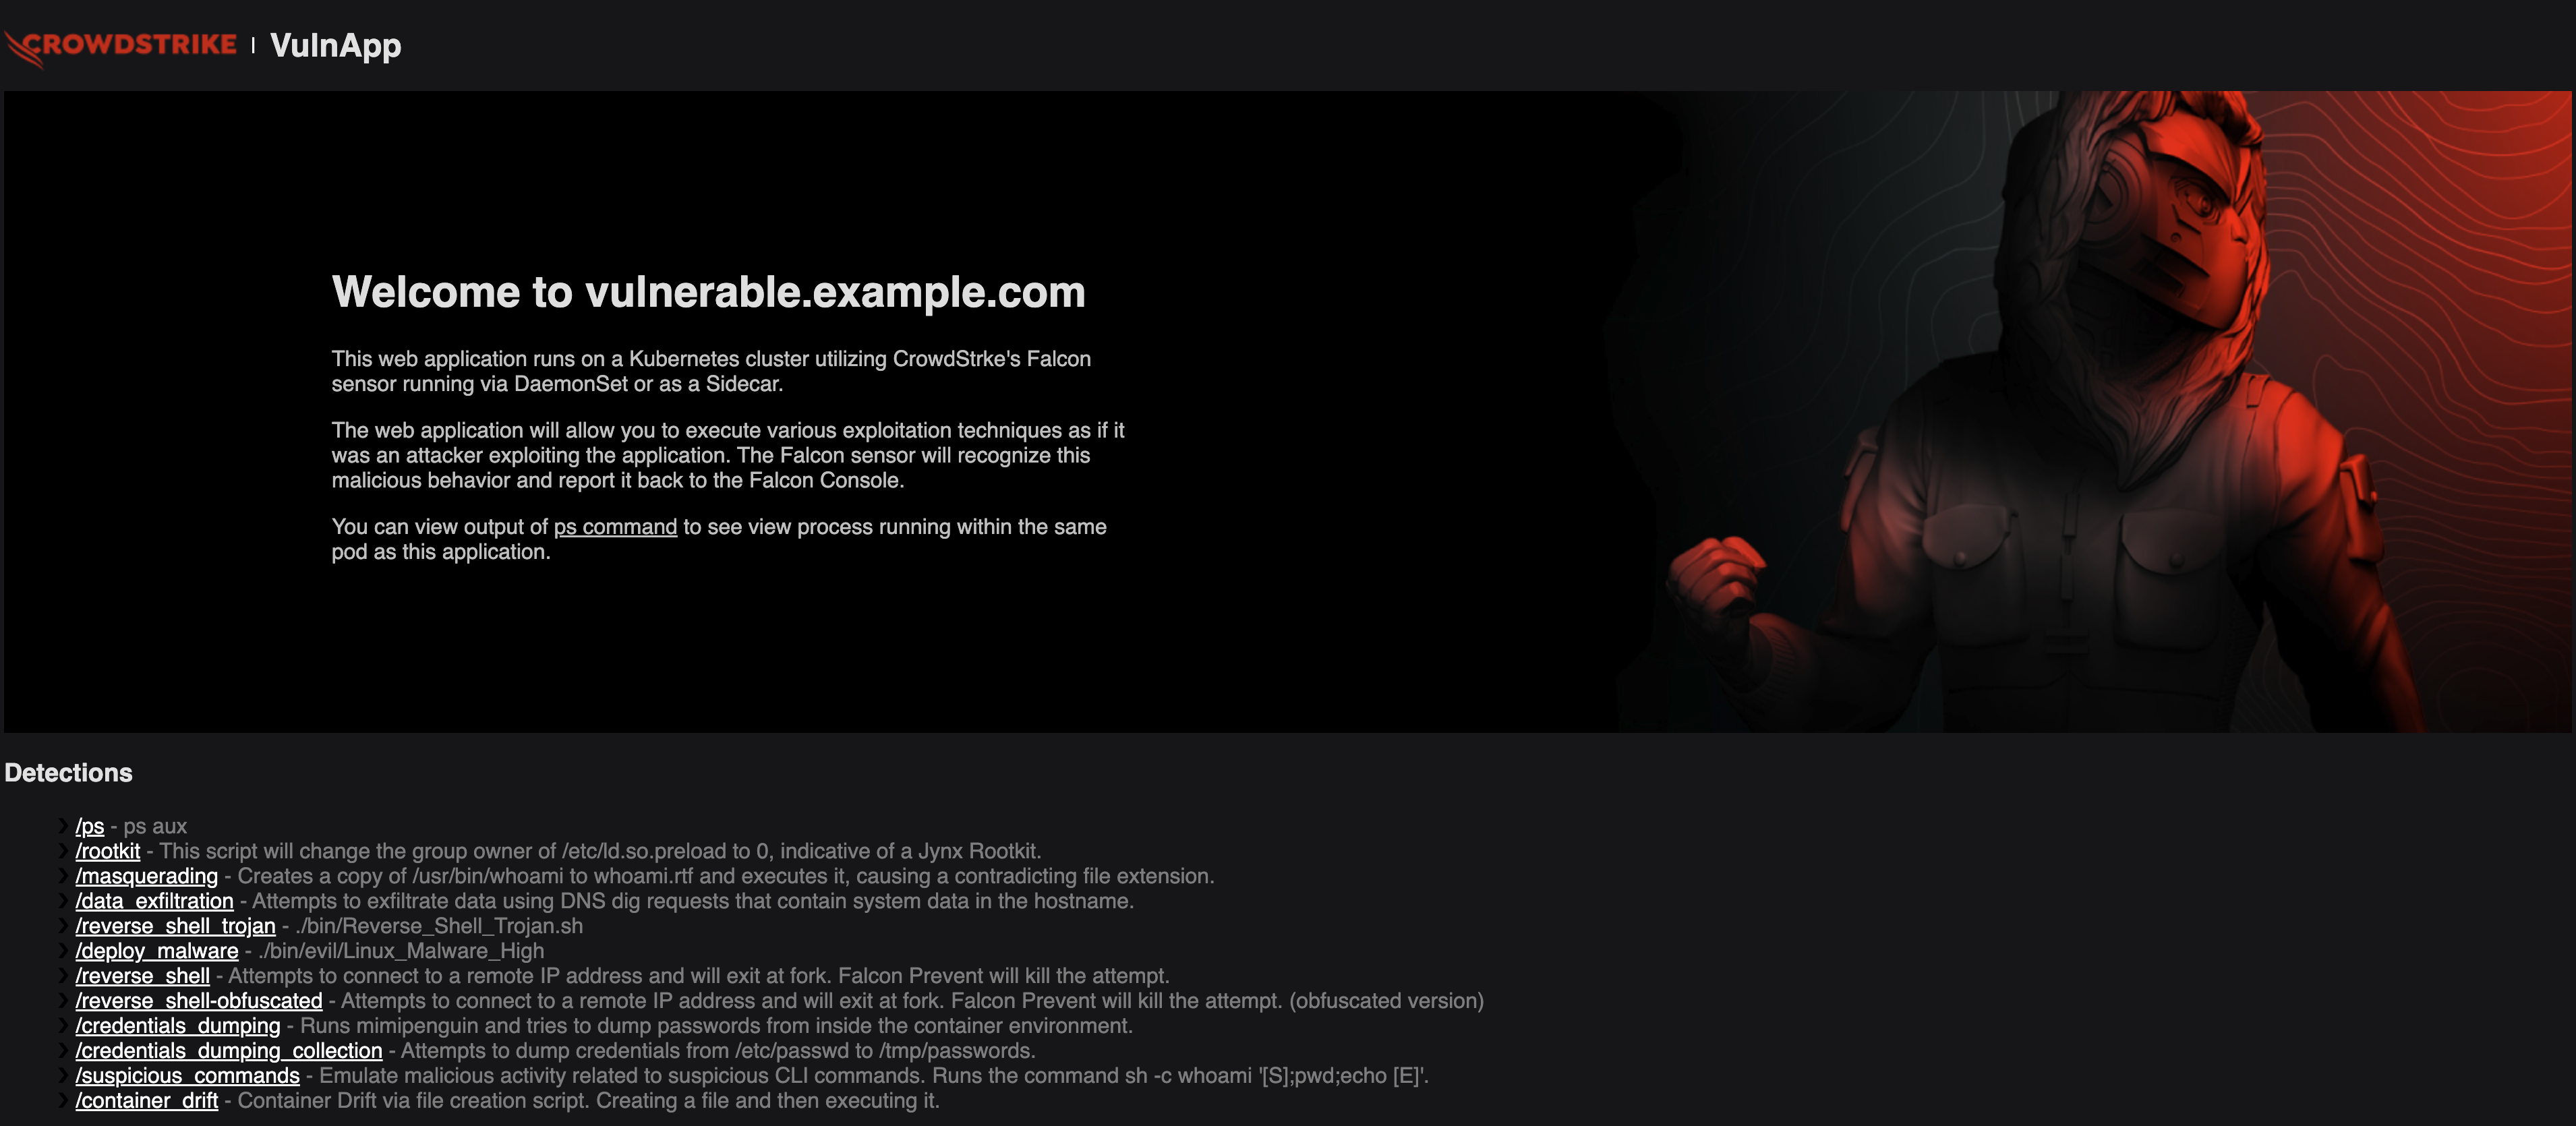 CROWDSTRIKE | VulnApp
Welcome to vulnerable.example.com
This web application runs on a Kubernetes cluster utilizing CrowdStrke's Falcon
sensor running via DaemonSet or as a Sidecar.
The web application will allow you to execute various exploitation techniques as if it
was an attacker exploiting the application. The Falcon sensor will recognize this
malicious behavior and report it back to the Falcon Console.
You can view output of ps command to see view process running within the same
pod as this application.
Detections
/ps - ps aux
/rootkit - This script will change the group owner of /etc/ld.so.preload to 0, indicative of a Jynx Rootkit.
/masquerading - Creates a copy of /usr/bin/whoami to whoami.rtf and executes it, causing a contradicting file extension.
/data_exfiltration - Attempts to exfiltrate data using DNS dig requests that contain system data in the hostname.
/reverse_shell_trojan - ./bin/Reverse_Shell_Trojan.sh
/deploy_malware - ./bin/evil/Linux_Malware_High
/reverse_shell - Attempts to connect to a remote IP address and will exit at fork. Falcon Prevent will kill the attempt.
/reverse_shell-obfuscated - Attempts to connect to a remote IP address and will exit at fork. Falcon Prevent will kill the attempt. (obfuscated version)
/credentials_dumping - Runs mimipenguin and tries to dump passwords from inside the container environment.
/credentials_dumping_collection - Attempts to dump credentials from /etc/passwd to /tmp/passwords.
/suspicious_commands - Emulate malicious activity related to suspicious CLI commands. Runs the command sh -c whoami '[S];pwd;echo [E]'.
/container_drift - Container Drift via file creation script. Creating a file and then executing it.